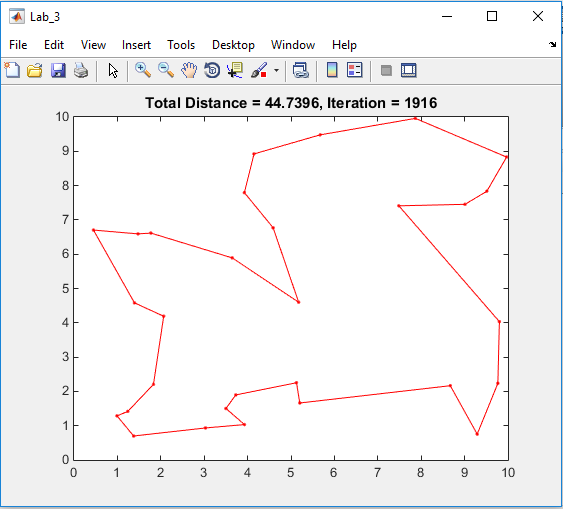 Lab_3
File Edit View Insert Tools Desktop Window Help
Total Distance = 44.7396, Iteration = 1916
10
9
8
7
6
5
4
3
2
1
0
0 1 2 3 4 5 6 7 8 9 10